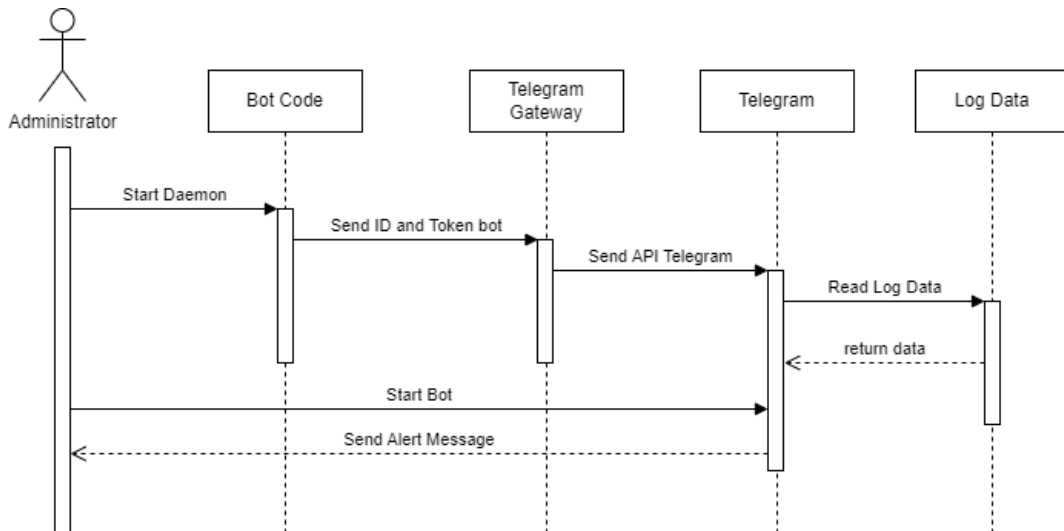 Administrator
Bot Code
Telegram
Gateway
Telegram
Log Data
Start Daemon
Send ID and Token bot
Send API Telegram
Read Log Data
return data
Start Bot
Send Alert Message